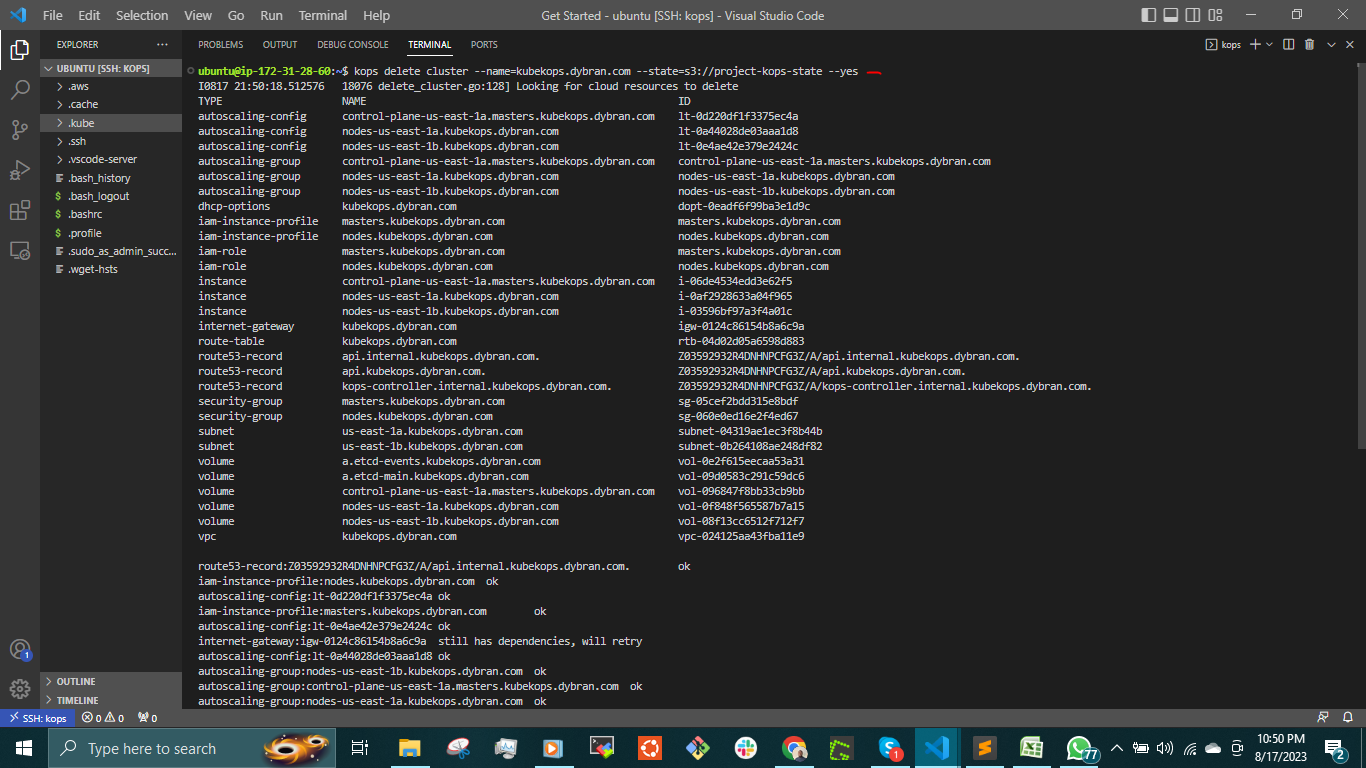 File Edit Selection View Go Run Terminal Help
Get Started - ubuntu [SSH: kops] - Visual Studio Code
EXPLORER
UBUNTU [SSH: KOPS]
.aws
.cache
.kube
.ssh
.vscode-server
.bash_history
.bash_logout
.bashrc
.profile
.sudo_as_admin_succ...
.wget-hsts
OUTLINE
TIMELINE
PROBLEMS OUTPUT DEBUG CONSOLE TERMINAL PORTS
kops
ubuntu@ip-172-31-28-60:~$ kops delete cluster --name=kubekops.dybran.com --state=s3://project-kops-state --yes
I0817 21:50:18.512576 18076 delete_cluster.go:128] Looking for cloud resources to delete
TYPE NAME ID
autoscaling-config control-plane-us-east-1a.masters.kubekops.dybran.com lt-0d220df1f3375ec4a
autoscaling-config nodes-us-east-1a.kubekops.dybran.com lt-0a44028de03aaa1d8
autoscaling-config nodes-us-east-1b.kubekops.dybran.com lt-0e4ae42e379e2424c
autoscaling-group control-plane-us-east-1a.masters.kubekops.dybran.com control-plane-us-east-1a.masters.kubekops.dybran.com
autoscaling-group nodes-us-east-1a.kubekops.dybran.com nodes-us-east-1a.kubekops.dybran.com
autoscaling-group nodes-us-east-1b.kubekops.dybran.com nodes-us-east-1b.kubekops.dybran.com
dhcp-options kubekops.dybran.com dopt-0eadf6f99ba3e1d9c
iam-instance-profile masters.kubekops.dybran.com masters.kubekops.dybran.com
iam-instance-profile nodes.kubekops.dybran.com nodes.kubekops.dybran.com
iam-role masters.kubekops.dybran.com masters.kubekops.dybran.com
iam-role nodes.kubekops.dybran.com nodes.kubekops.dybran.com
instance control-plane-us-east-1a.masters.kubekops.dybran.com i-06de4534edd3e62f5
instance nodes-us-east-1a.kubekops.dybran.com i-0af2928633a04f965
instance nodes-us-east-1b.kubekops.dybran.com i-03596bf97a3f4a01c
internet-gateway kubekops.dybran.com igw-0124c86154b8a6c9a
route-table kubekops.dybran.com rtb-04d02d05a6598d883
route53-record api.internal.kubekops.dybran.com. Z03592932R4DNHNPCFG3Z/A/api.internal.kubekops.dybran.com.
route53-record api.kubekops.dybran.com. Z03592932R4DNHNPCFG3Z/A/api.kubekops.dybran.com.
route53-record kops-controller.internal.kubekops.dybran.com. Z03592932R4DNHNPCFG3Z/A/kops-controller.internal.kubekops.dybran.com.
security-group masters.kubekops.dybran.com sg-05cef2bdd315e8bdf
security-group nodes.kubekops.dybran.com sg-060e0ed16e2f4ed67
subnet us-east-1a.kubekops.dybran.com subnet-04319ae1ec3f8b44b
subnet us-east-1b.kubekops.dybran.com subnet-0b264108ae248df82
volume a.etcd-events.kubekops.dybran.com vol-0e2f615eecaa53a31
volume a.etcd-main.kubekops.dybran.com vol-09d0583c291c59dc6
volume control-plane-us-east-1a.masters.kubekops.dybran.com vol-096847f8bb33cb9bb
volume nodes-us-east-1a.kubekops.dybran.com vol-0f848f565587b7a15
volume nodes-us-east-1b.kubekops.dybran.com vol-08f13cc6512f712f7
vpc kubekops.dybran.com vpc-024125aa43fba11e9
route53-record:Z03592932R4DNHNPCFG3Z/A/api.internal.kubekops.dybran.com. ok
iam-instance-profile:nodes.kubekops.dybran.com ok
autoscaling-config:lt-0d220df1f3375ec4a ok
iam-instance-profile:masters.kubekops.dybran.com ok
autoscaling-config:lt-0e4ae42e379e2424c ok
internet-gateway:igw-0124c86154b8a6c9a still has dependencies, will retry
autoscaling-config:lt-0a44028de03aaa1d8 ok
autoscaling-group:nodes-us-east-1b.kubekops.dybran.com ok
autoscaling-group:control-plane-us-east-1a.masters.kubekops.dybran.com ok
autoscaling-group:nodes-us-east-1a.kubekops.dybran.com ok
1
SSH: kops 0 0 0
Type here to search
1
77
10:50 PM
8/17/2023
2